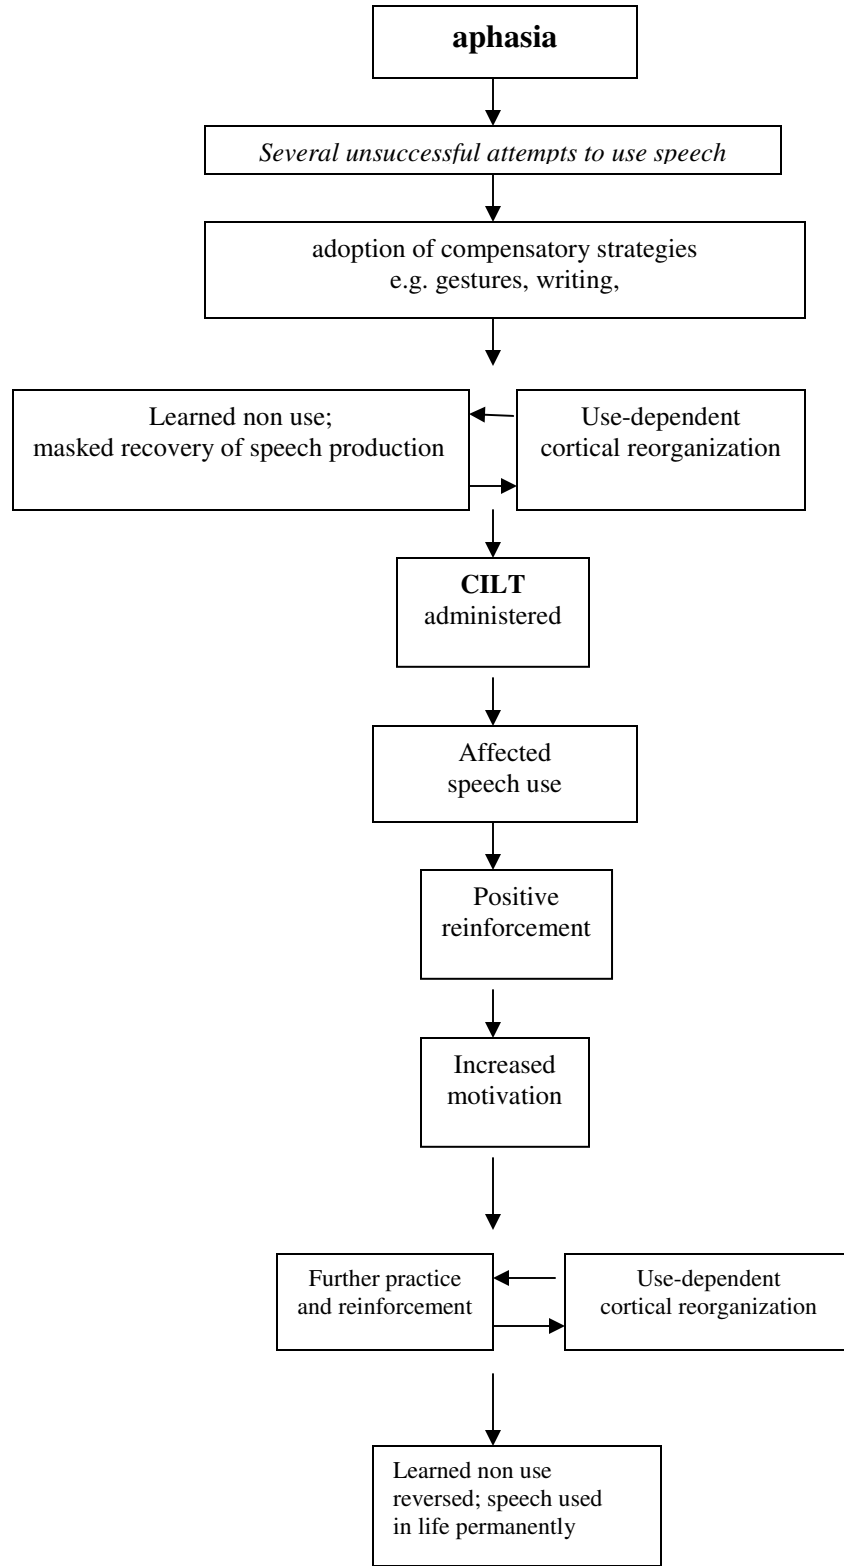 aphasia
Several unsuccessful attempts to use speech
adoption of compensatory strategies
e.g. gestures, writing,
Learned non use;
masked recovery of speech production
Use-dependent
cortical reorganization
CILT
administered
Affected
speech use
Positive
reinforcement
Increased
motivation
Further practice
and reinforcement
Use-dependent
cortical reorganization
Learned non use
reversed; speech used
in life permanently